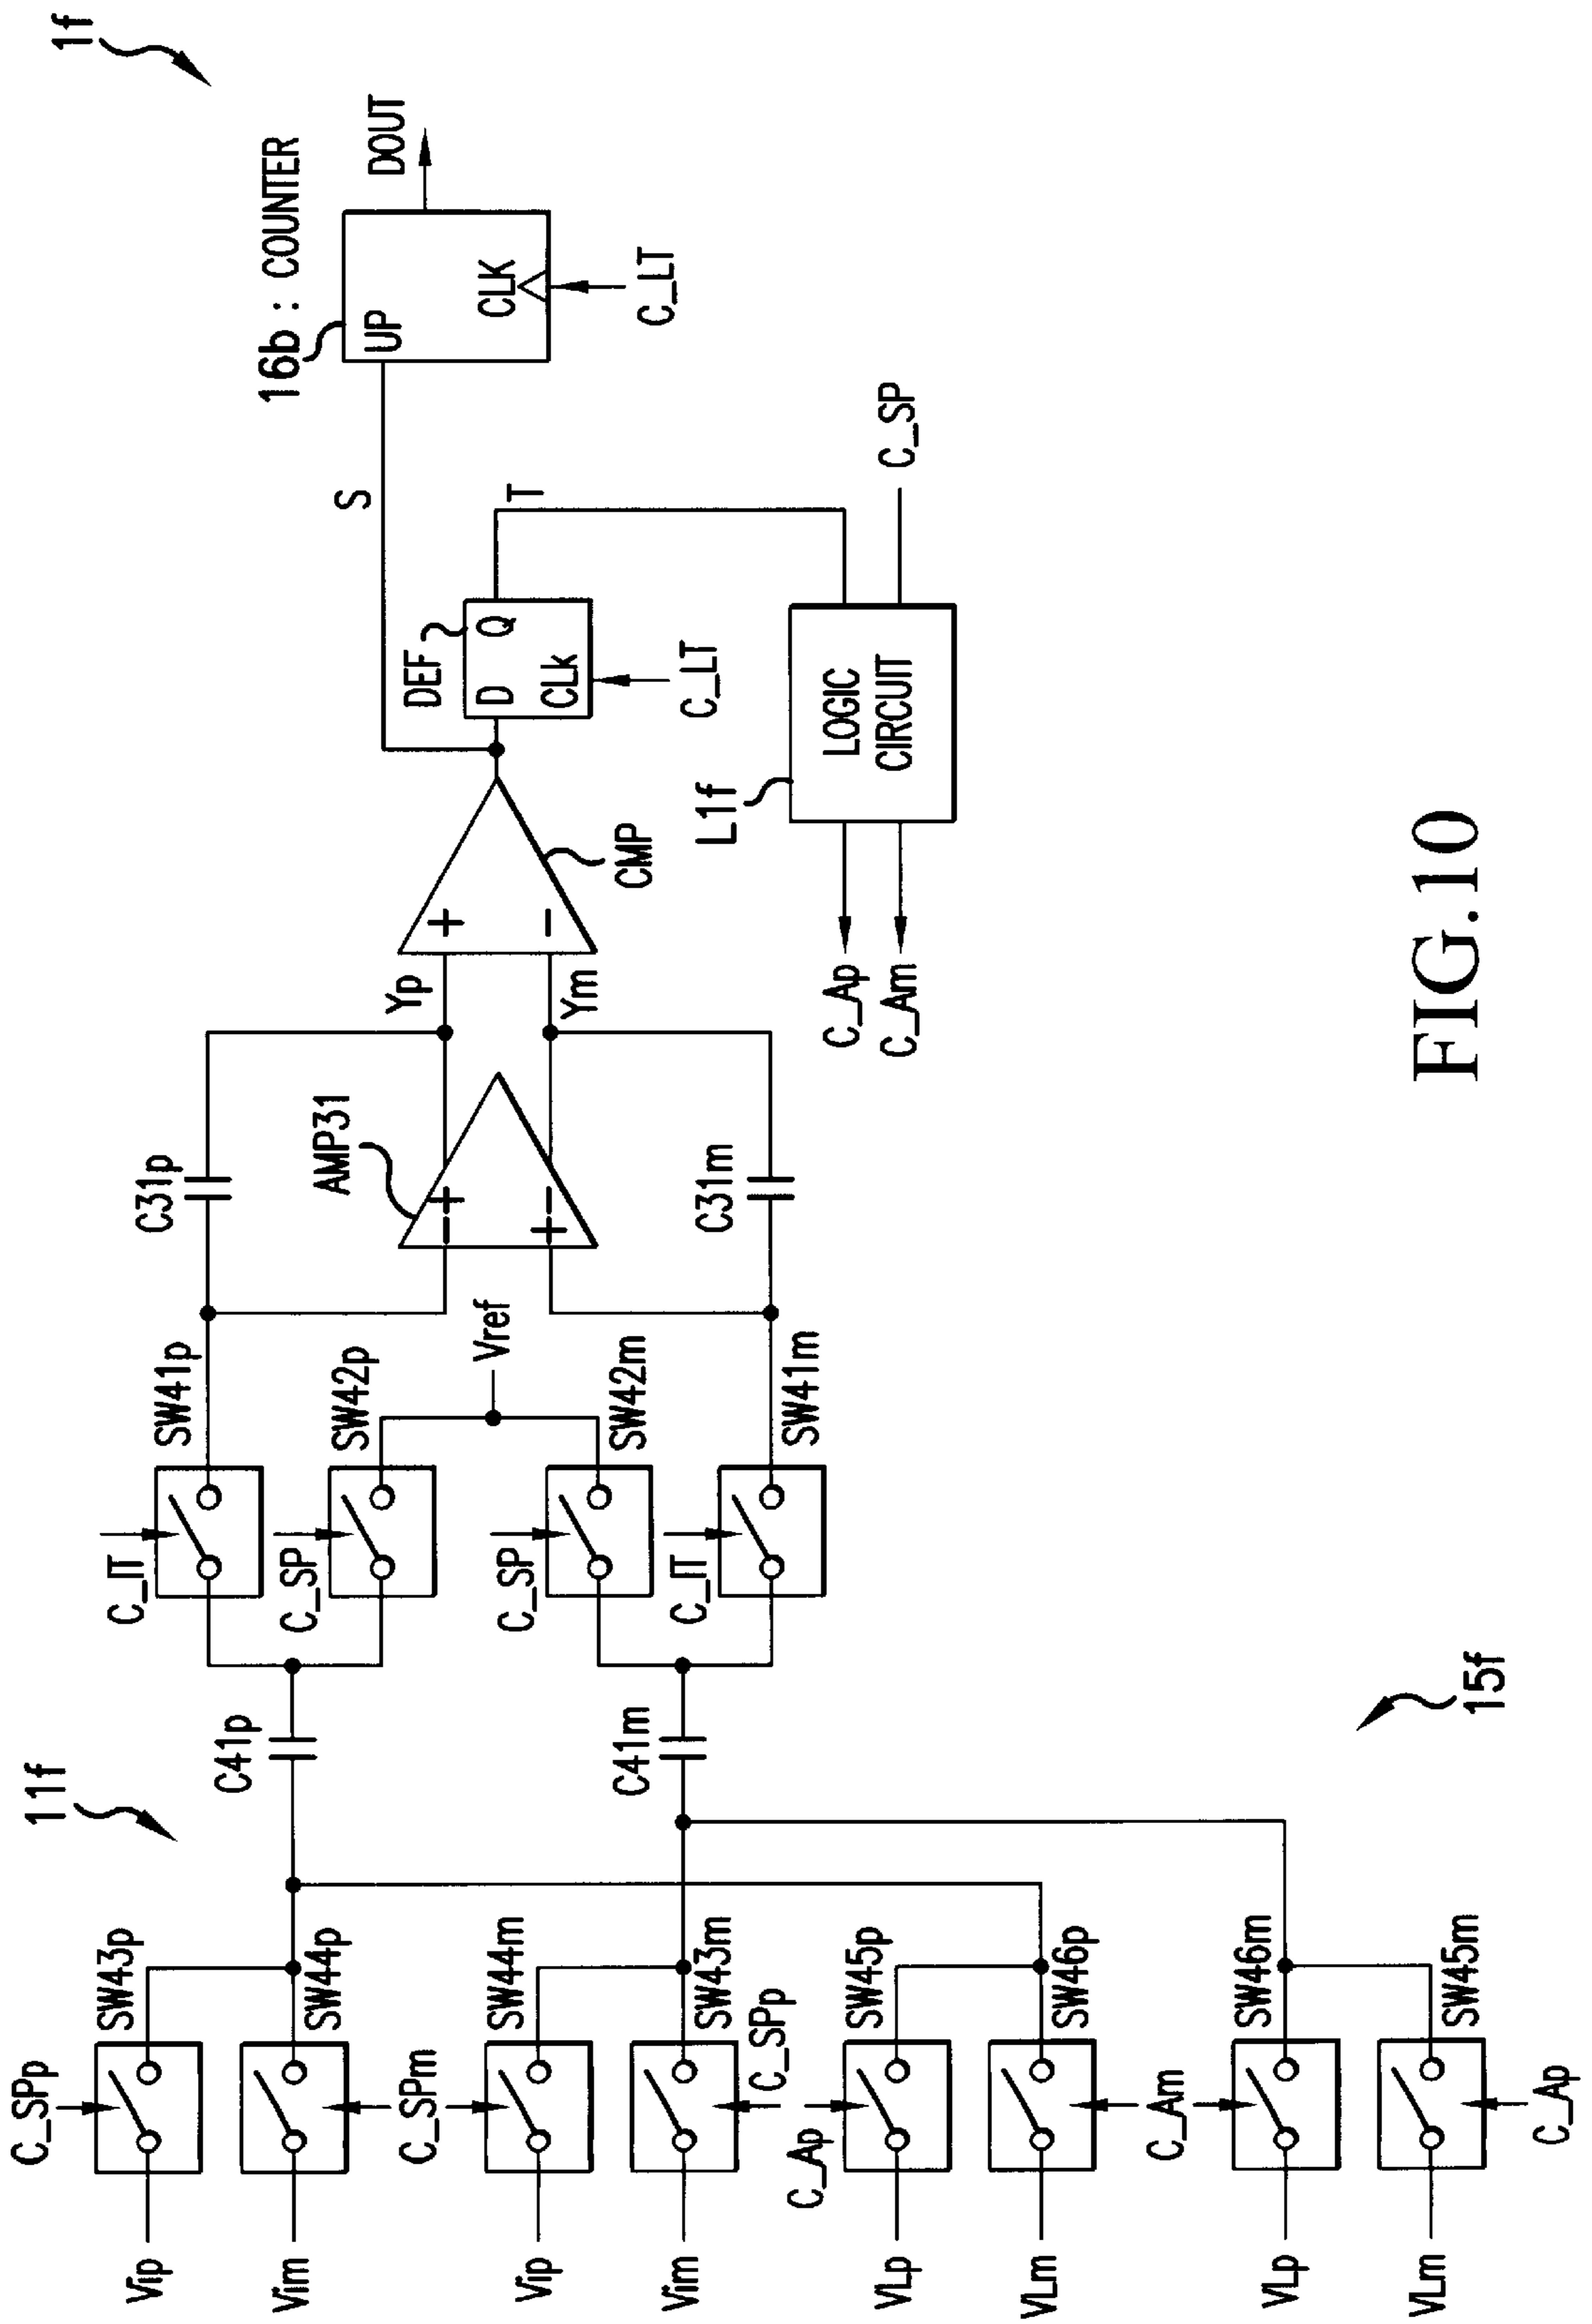 1f
16b : COUNTER
DOUT
UP
CLK
C_LT
S
T
DEF
D
Q
CLk
C_LT
C_SP
L1f
LOGIC
CIRCUIT
C_Ap
C_Am
CMP
+
−
Yp
Ym
AMP31
−+
+−
C31p
C31m
Vref
SW41p
SW42p
SW42m
SW41m
C_IT
C_SP
C_SP
C_IT
C41p
C41m
11f
15f
SW43p
SW44p
SW44m
SW43m
SW45p
SW46p
SW46m
SW45m
C_SPp
C_SPm
C_SPp
C_Ap
C_Am
C_Ap
Vip
Vim
Vip
Vim
VLp
VLm
VLp
VLm
FIG.10